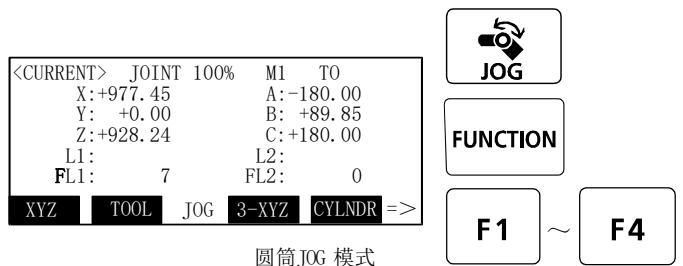 <CURRENT> JOINT 100% M1 TO
X:+977.45 A:-180.00
Y: +0.00 B: +89.85
Z:+928.24 C:+180.00
L1: L2:
FL1: 7 FL2: 0
XYZ TOOL JOG 3-XYZ CYLNDR =>
圆筒JOG 模式
JOG
FUNCTION
F1 ~ F4